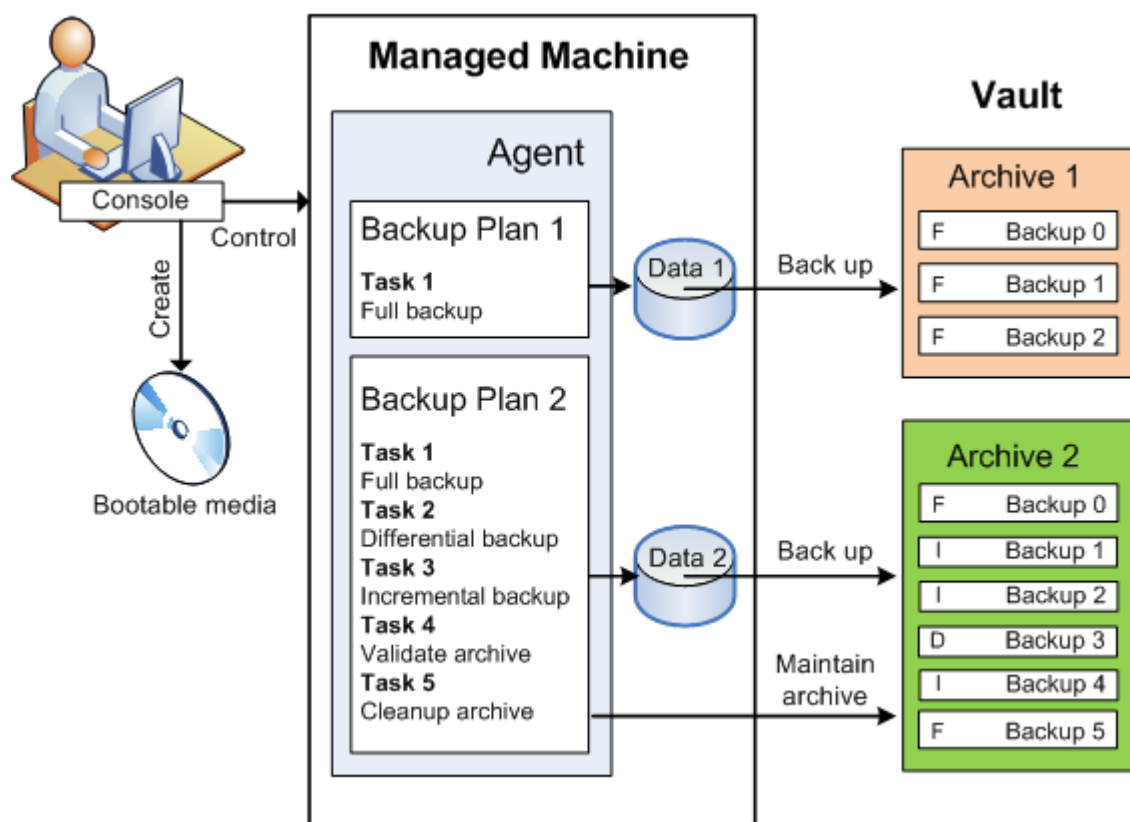 Managed Machine
Vault
Agent
Console
Control
Create
Bootable media
Backup Plan 1
Task 1
Full backup
Data 1
Back up
Archive 1
F Backup 0
F Backup 1
F Backup 2
Backup Plan 2
Task 1
Full backup
Task 2
Differential backup
Task 3
Incremental backup
Task 4
Validate archive
Task 5
Cleanup archive
Data 2
Back up
Maintain
archive
Archive 2
F Backup 0
I Backup 1
I Backup 2
D Backup 3
I Backup 4
F Backup 5